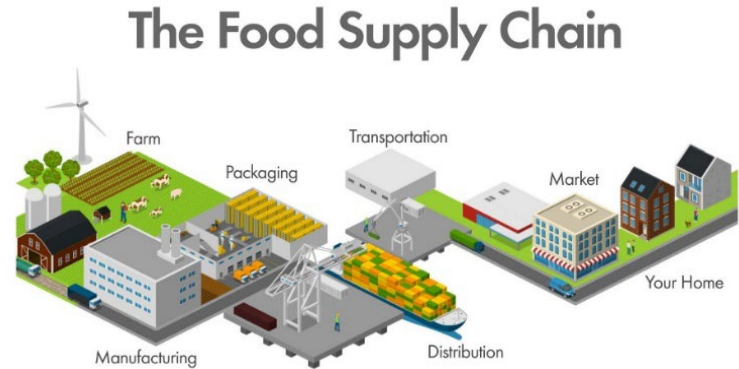 The Food Supply Chain
Farm
Packaging
Transportation
Market
Your Home
Manufacturing
Distribution